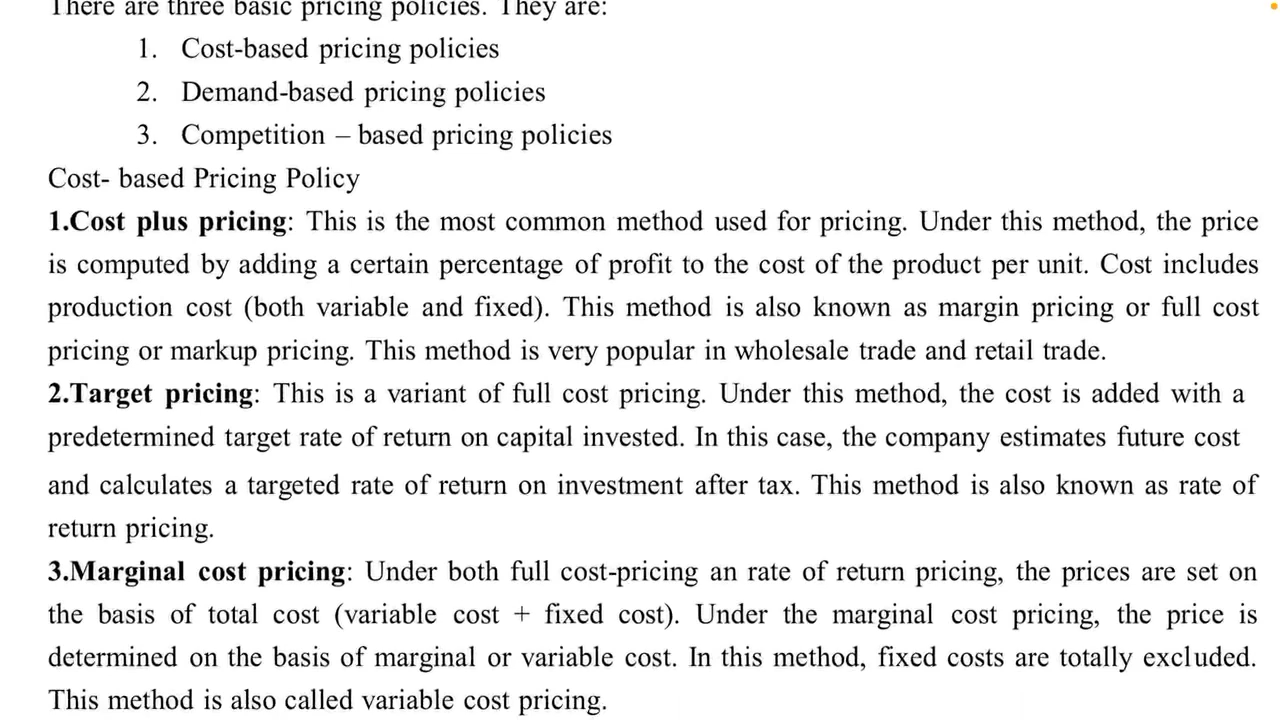 There are three basic pricing policies. They are:
1. Cost-based pricing policies
2. Demand-based pricing policies
3. Competition – based pricing policies
Cost- based Pricing Policy
1.Cost plus pricing: This is the most common method used for pricing. Under this method, the price
is computed by adding a certain percentage of profit to the cost of the product per unit. Cost includes
production cost (both variable and fixed). This method is also known as margin pricing or full cost
pricing or markup pricing. This method is very popular in wholesale trade and retail trade.
2.Target pricing: This is a variant of full cost pricing. Under this method, the cost is added with a
predetermined target rate of return on capital invested. In this case, the company estimates future cost
and calculates a targeted rate of return on investment after tax. This method is also known as rate of
return pricing.
3.Marginal cost pricing: Under both full cost-pricing an rate of return pricing, the prices are set on
the basis of total cost (variable cost + fixed cost). Under the marginal cost pricing, the price is
determined on the basis of marginal or variable cost. In this method, fixed costs are totally excluded.
This method is also called variable cost pricing.